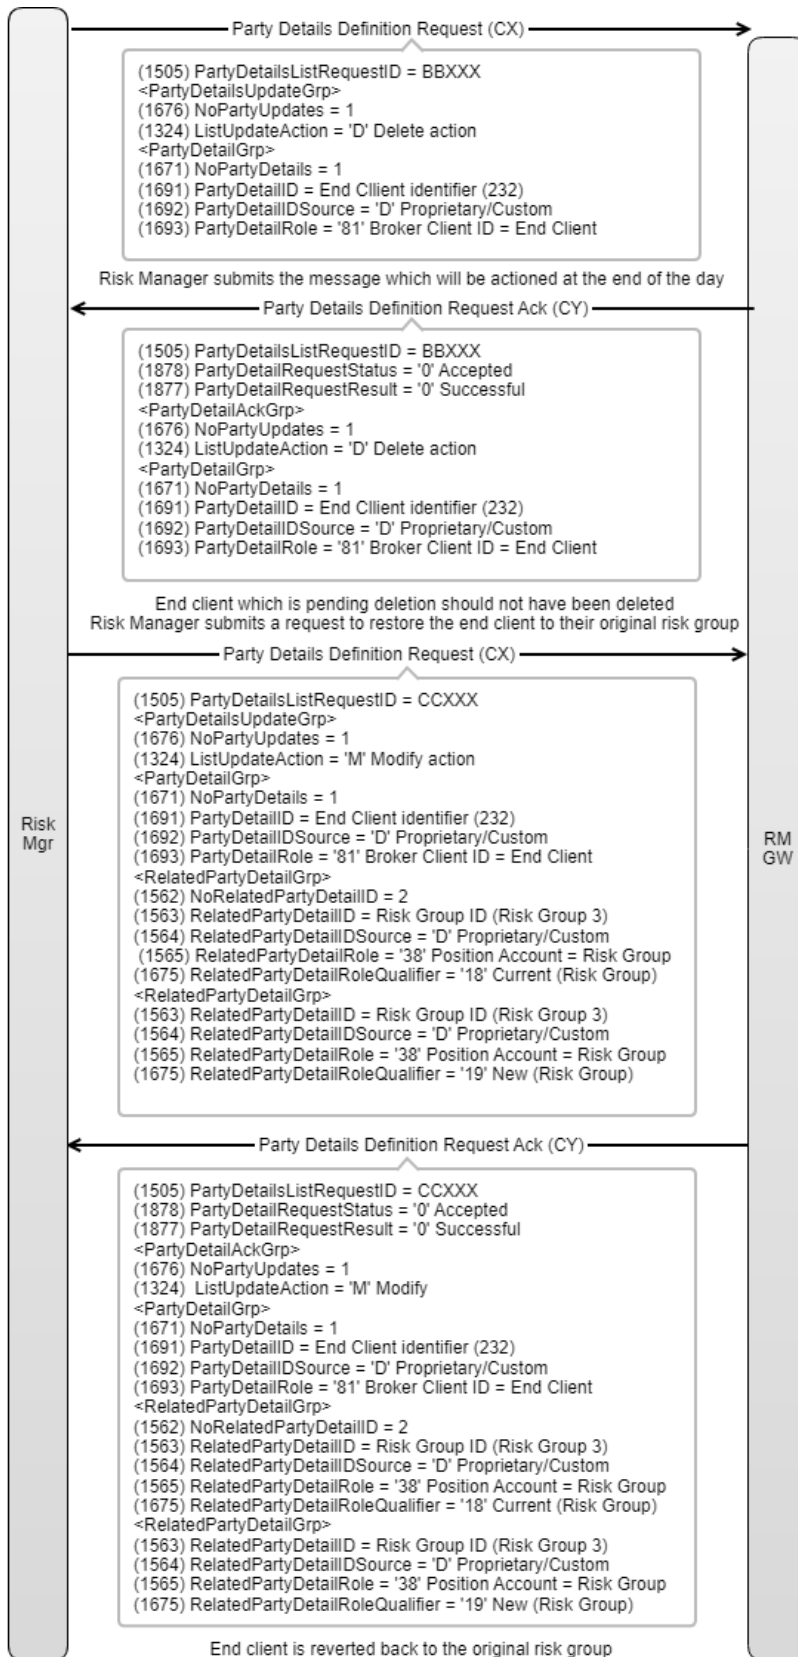 Party Details Definition Request (CX)
(1505) PartyDetailsListRequestID = BBXXX
<PartyDetailsUpdateGrp>
(1676) NoPartyUpdates = 1
(1324) ListUpdateAction = 'D' Delete action
<PartyDetailGrp>
(1671) NoPartyDetails = 1
(1691) PartyDetailID = End Cllient identifier (232)
(1692) PartyDetailIDSource = 'D' Proprietary/Custom
(1693) PartyDetailRole = '81' Broker Client ID = End Client
Risk Manager submits the message which will be actioned at the end of the day
Party Details Definition Request Ack (CY)
(1505) PartyDetailsListRequestID = BBXXX
(1878) PartyDetailRequestStatus = '0' Accepted
(1877) PartyDetailRequestResult = '0' Successful
<PartyDetailAckGrp>
(1676) NoPartyUpdates = 1
(1324) ListUpdateAction = 'D' Delete action
<PartyDetailGrp>
(1671) NoPartyDetails = 1
(1691) PartyDetailID = End Cllient identifier (232)
(1692) PartyDetailIDSource = 'D' Proprietary/Custom
(1693) PartyDetailRole = '81' Broker Client ID = End Client
End client which is pending deletion should not have been deleted
Risk Manager submits a request to restore the end client to their original risk group
Party Details Definition Request (CX)
(1505) PartyDetailsListRequestID = CCXXX
<PartyDetailsUpdateGrp>
(1676) NoPartyUpdates = 1
(1324) ListUpdateAction = 'M' Modify action
<PartyDetailGrp>
(1671) NoPartyDetails = 1
(1691) PartyDetailID = End Client identifier (232)
(1692) PartyDetailIDSource = 'D' Proprietary/Custom
(1693) PartyDetailRole = '81' Broker Client ID = End Client
<RelatedPartyDetailGrp>
(1562) NoRelatedPartyDetailID = 2
(1563) RelatedPartyDetailID = Risk Group ID (Risk Group 3)
(1564) RelatedPartyDetailIDSource = 'D' Proprietary/Custom
(1565) RelatedPartyDetailRole = '38' Position Account = Risk Group
(1675) RelatedPartyDetailRoleQualifier = '18' Current (Risk Group)
<RelatedPartyDetailGrp>
(1563) RelatedPartyDetailID = Risk Group ID (Risk Group 3)
(1564) RelatedPartyDetailIDSource = 'D' Proprietary/Custom
(1565) RelatedPartyDetailRole = '38' Position Account = Risk Group
(1675) RelatedPartyDetailRoleQualifier = '19' New (Risk Group)
Risk
Mgr
RM
GW
Party Details Definition Request Ack (CY)
(1505) PartyDetailsListRequestID = CCXXX
(1878) PartyDetailRequestStatus = '0' Accepted
(1877) PartyDetailRequestResult = '0' Successful
<PartyDetailAckGrp>
(1676) NoPartyUpdates = 1
(1324) ListUpdateAction = 'M' Modify
<PartyDetailGrp>
(1671) NoPartyDetails = 1
(1691) PartyDetailID = End Client identifier (232)
(1692) PartyDetailIDSource = 'D' Proprietary/Custom
(1693) PartyDetailRole = '81' Broker Client ID = End Client
<RelatedPartyDetailGrp>
(1562) NoRelatedPartyDetailID = 2
(1563) RelatedPartyDetailID = Risk Group ID (Risk Group 3)
(1564) RelatedPartyDetailIDSource = 'D' Proprietary/Custom
(1565) RelatedPartyDetailRole = '38' Position Account = Risk Group
(1675) RelatedPartyDetailRoleQualifier = '18' Current (Risk Group)
<RelatedPartyDetailGrp>
(1563) RelatedPartyDetailID = Risk Group ID (Risk Group 3)
(1564) RelatedPartyDetailIDSource = 'D' Proprietary/Custom
(1565) RelatedPartyDetailRole = '38' Position Account = Risk Group
(1675) RelatedPartyDetailRoleQualifier = '19' New (Risk Group)
End client is reverted back to the original risk group